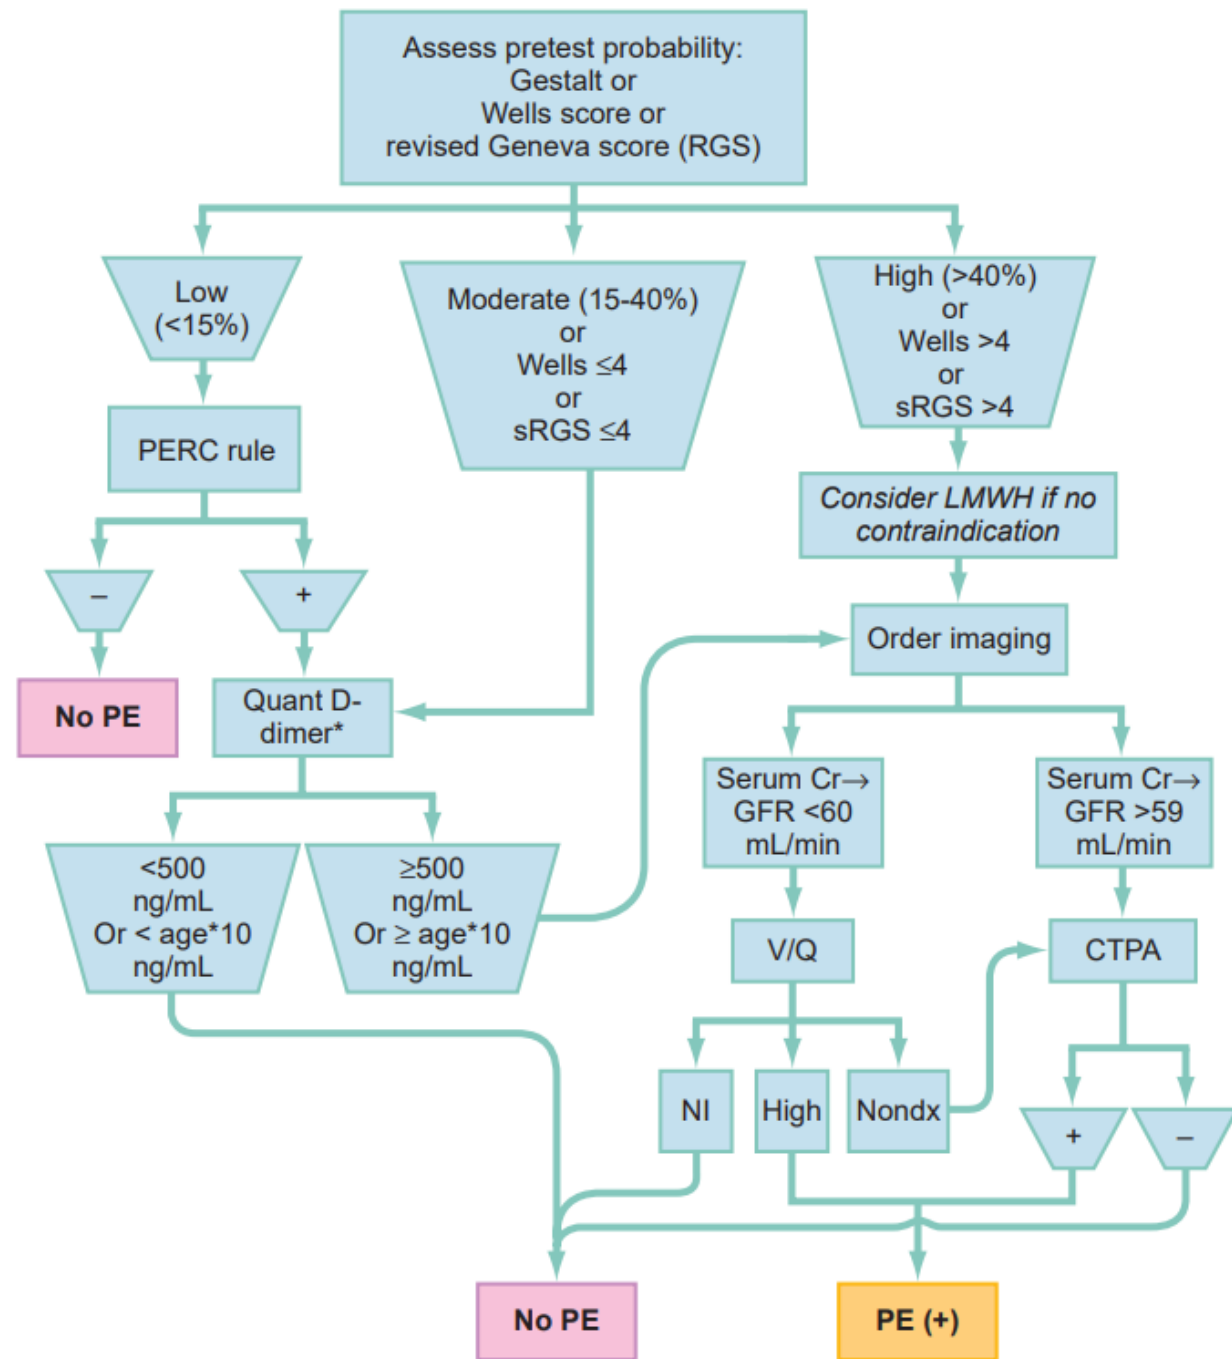 Assess pretest probability:
Gestalt or
Wells score or
revised Geneva score (RGS)
Low
(<15%)
Moderate (15-40%)
or
Wells ≤4
or
sRGS ≤4
High (>40%)
or
Wells >4
or
sRGS >4
PERC rule
Consider LMWH if no
contraindication
–
+
Order imaging
No PE
Quant D-
dimer*
Serum Cr→
GFR <60
mL/min
Serum Cr→
GFR >59
mL/min
<500
ng/mL
Or < age*10
ng/mL
≥500
ng/mL
Or ≥ age*10
ng/mL
V/Q
CTPA
NI
High
Nondx
+
–
No PE
PE (+)